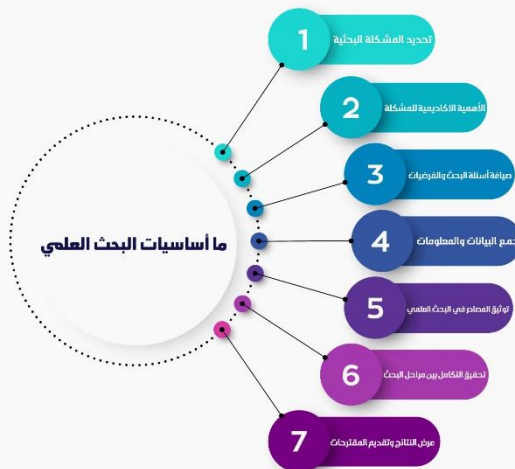 ما أساسيات البحث العلمي
1
تحديد المشكلة البحثية
2
الأهمية الاكاديمية للمشكلة
3
صياغة أسئلة البحث والفرضيات
4
جمع البيانات والمعلومات
5
توثيق المصادر في البحث العلمي
6
تحقيق التكامل بين مراحل البحث
7
عرض النتائج وتقديم المقترحات